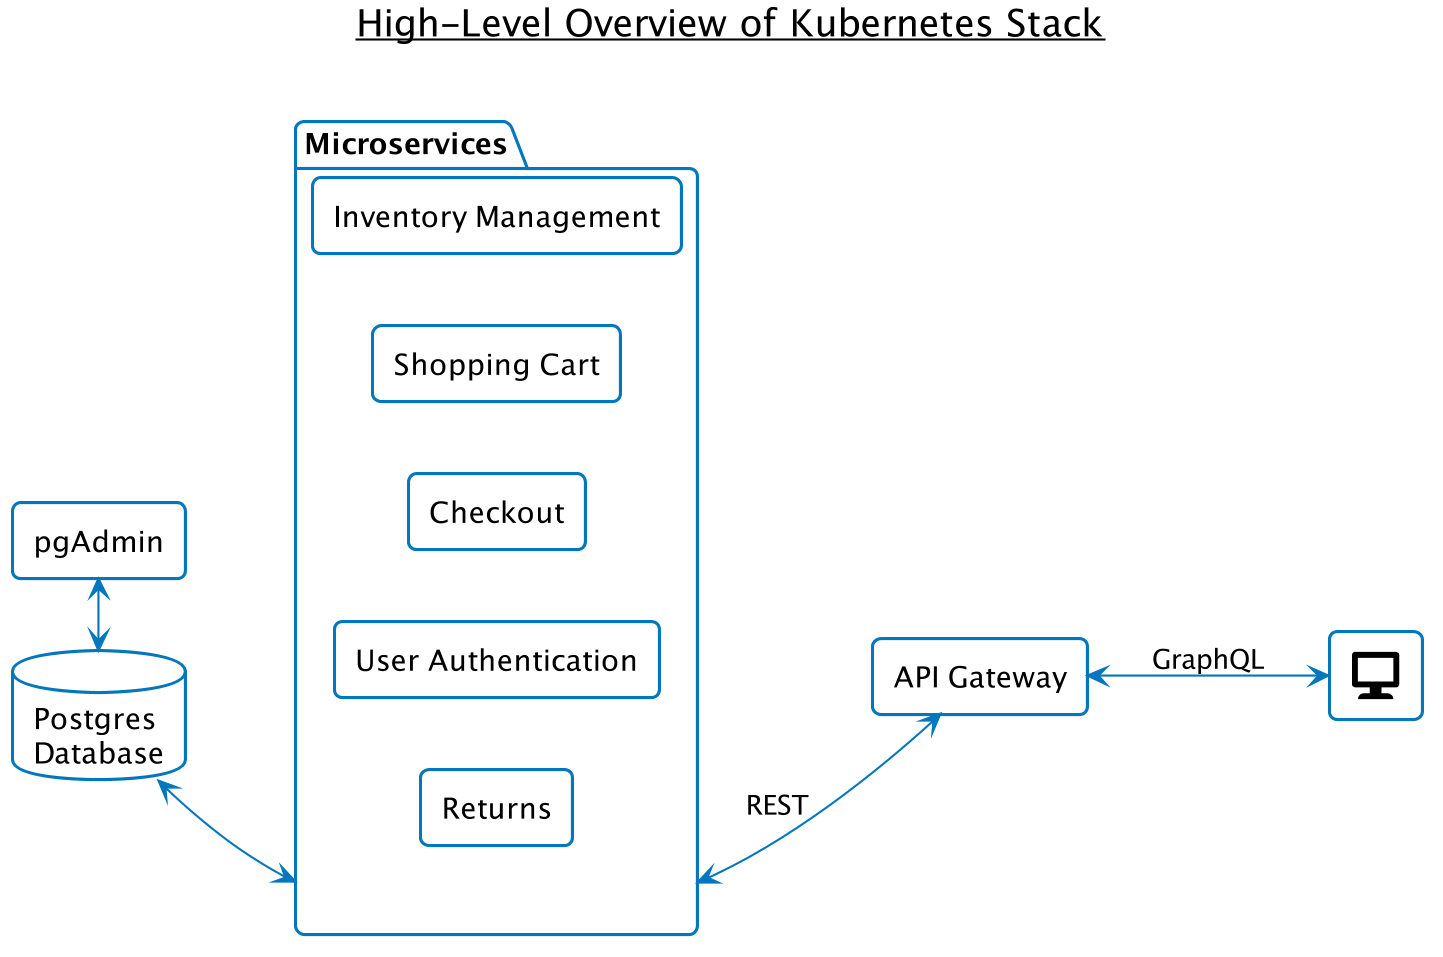 High-Level Overview of Kubernetes Stack
Microservices
Inventory Management
Shopping Cart
Checkout
pgAdmin
User Authentication
GraphQL
API Gateway
Postgres
Database
REST
Returns